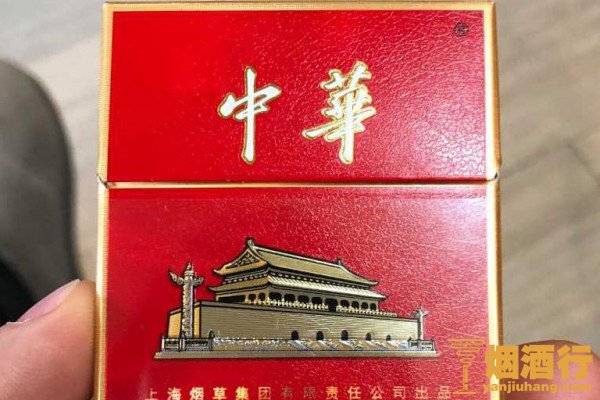 中華
上海烟草集团有限责任公司出品
烟酒行
yanjiuhang.com